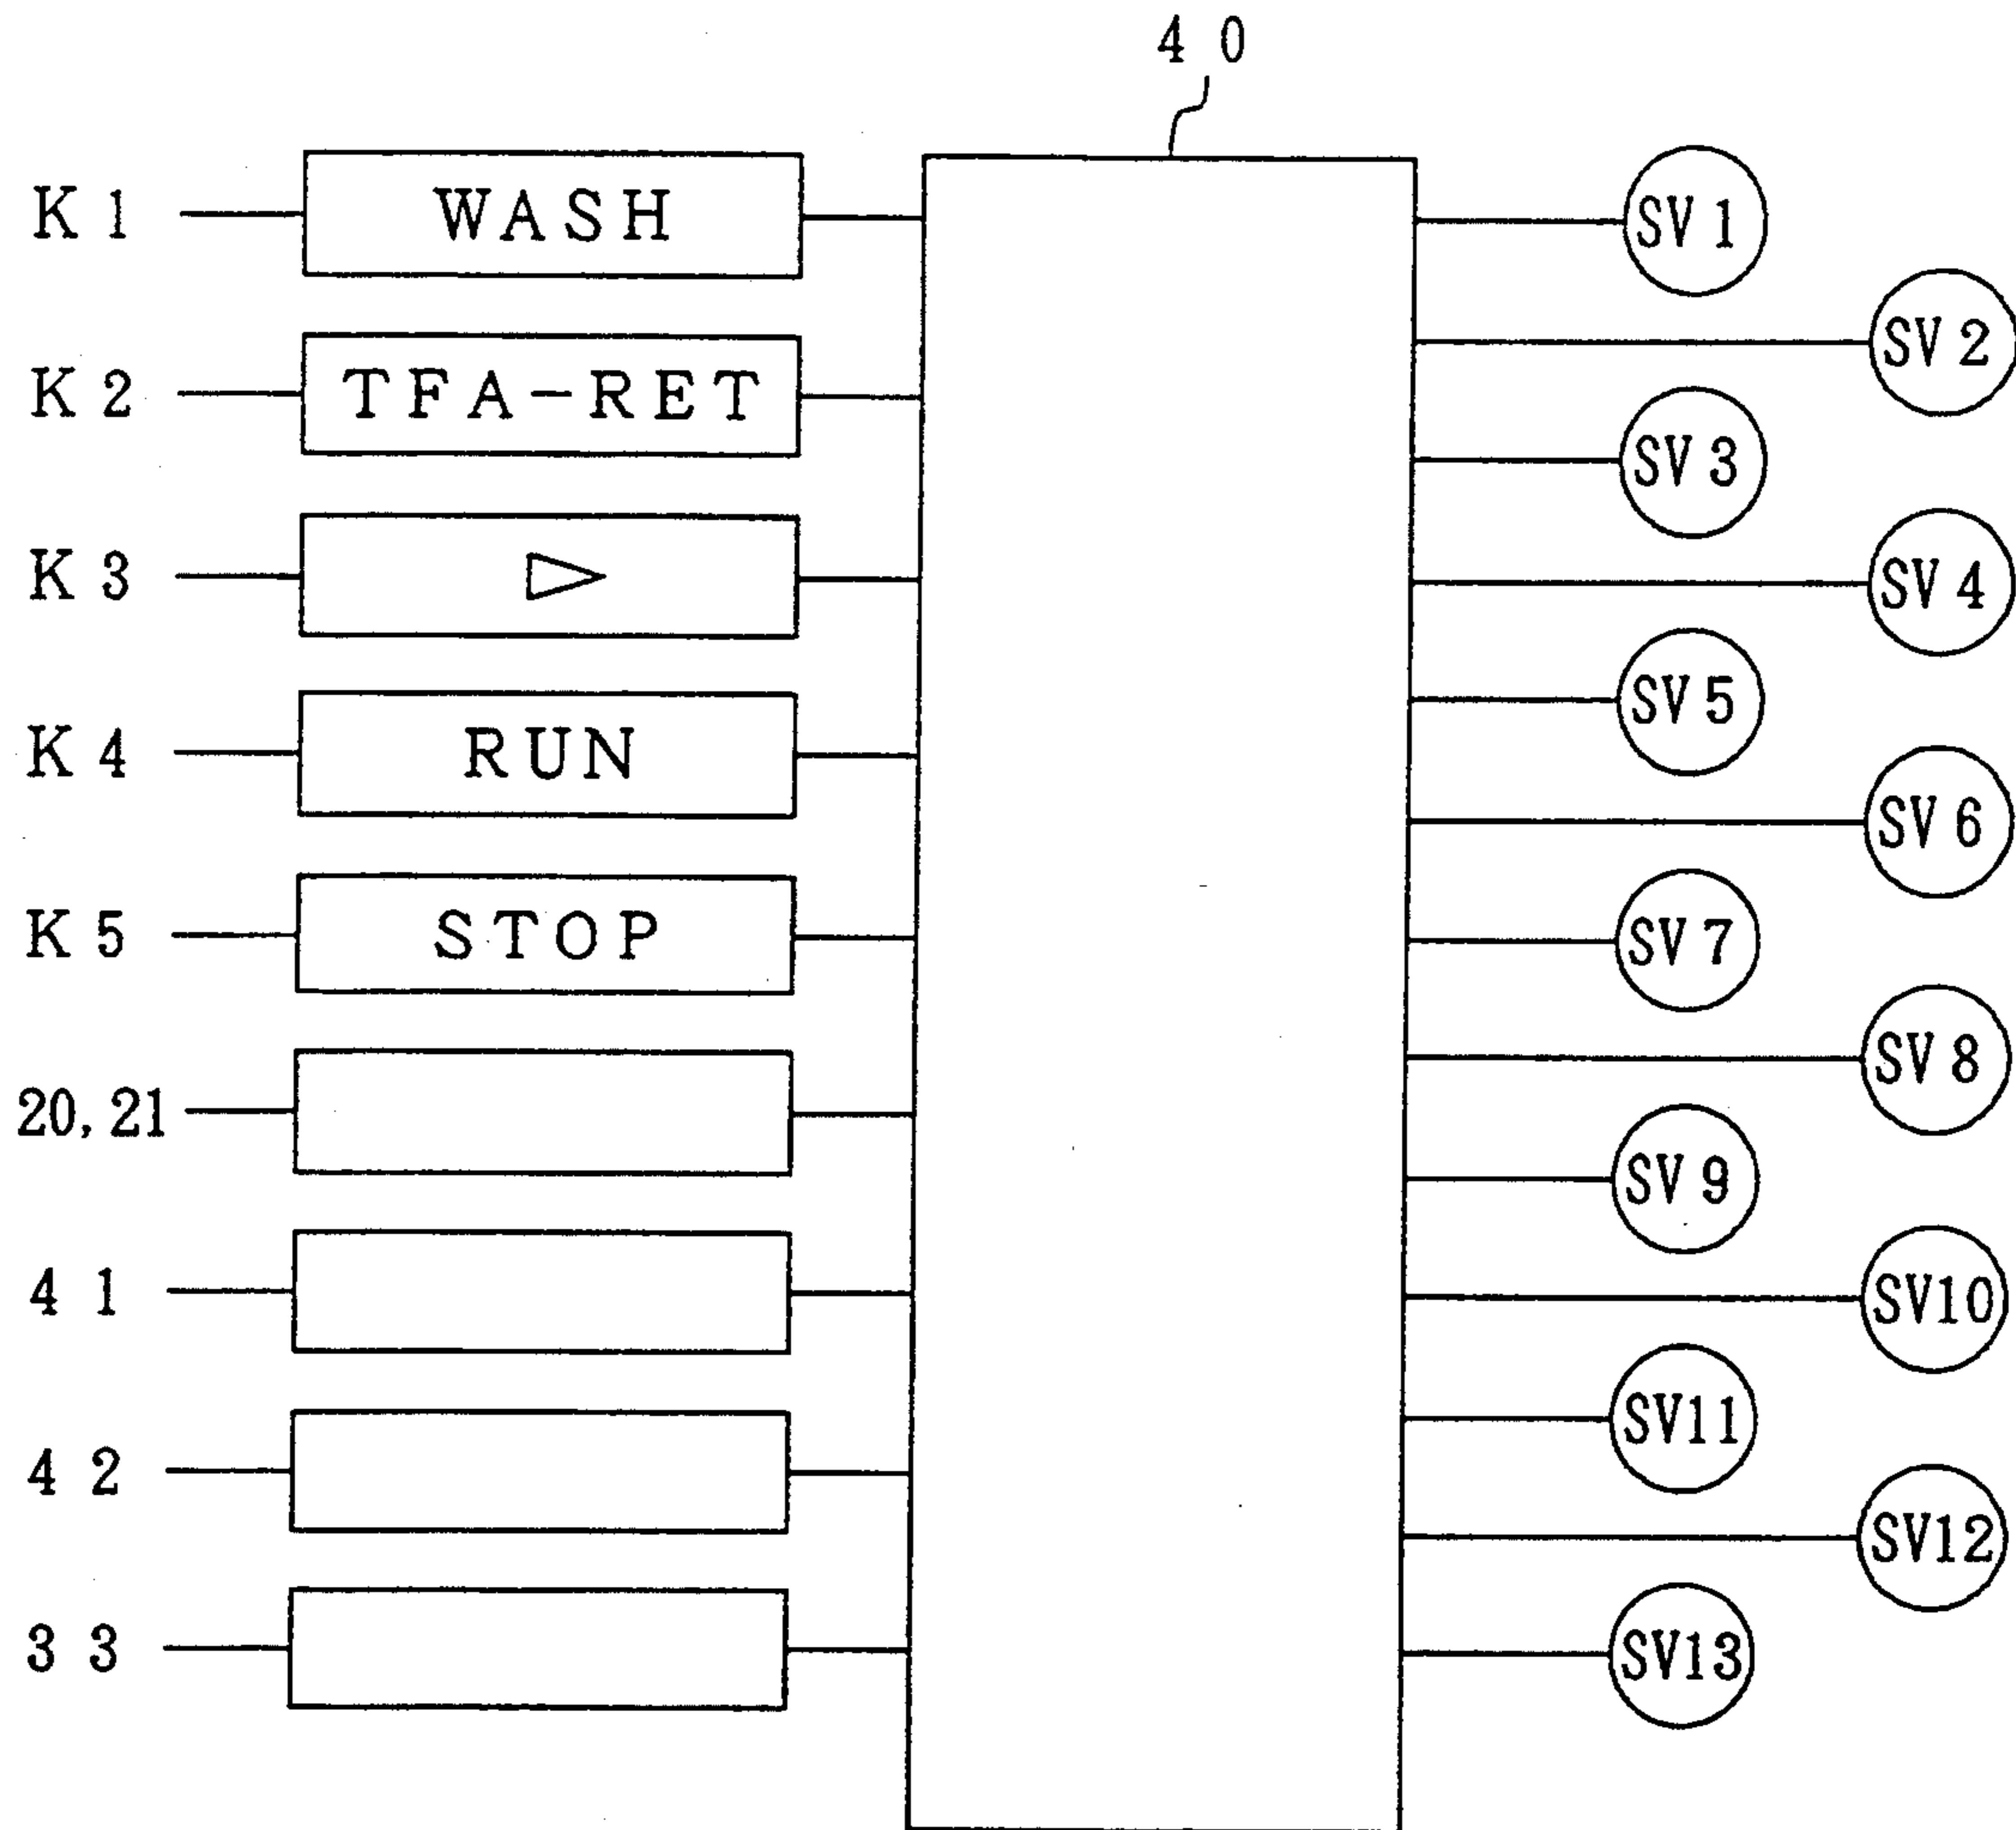 40
K1 WASH
K2 TFA-RET
K3
K4 RUN
K5 STOP
20,21
41
42
33
SV1
SV2
SV3
SV4
SV5
SV6
SV7
SV8
SV9
SV10
SV11
SV12
SV13